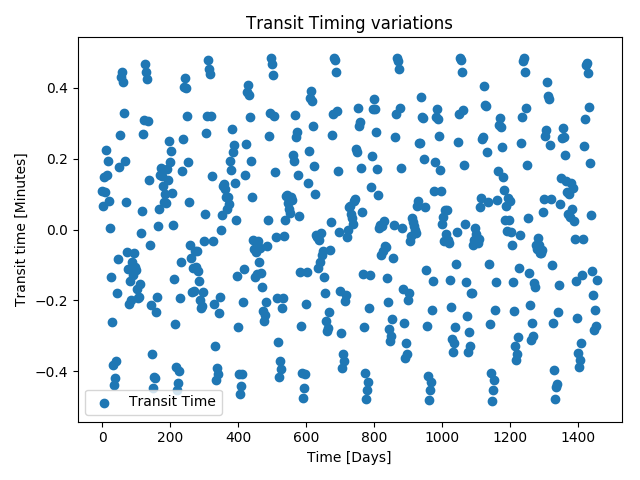 Transit Timing variations
Transit time [Minutes]
0.4
0.2
0.0
−0.2
−0.4
Transit Time
0 200 400 600 800 1000 1200 1400
Time [Days]